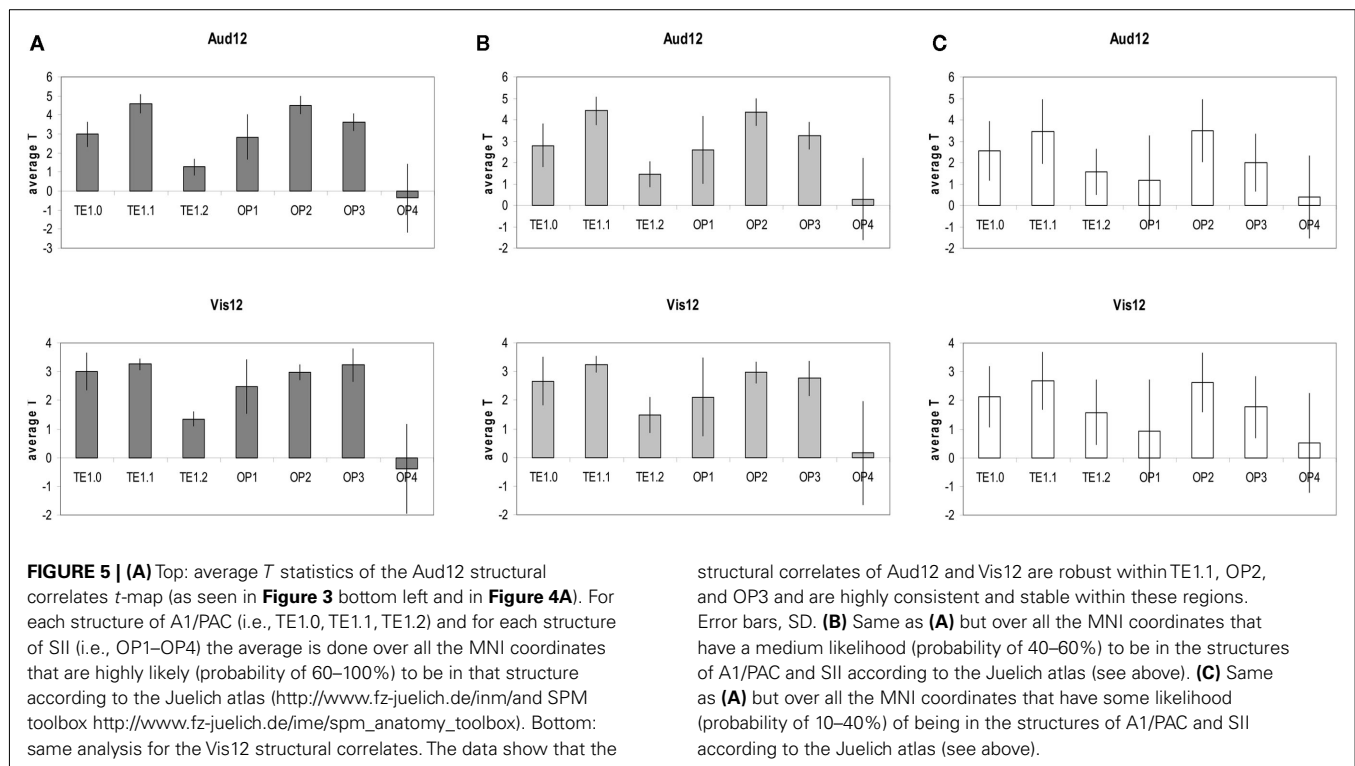 A
Aud12
average T
6
5
4
3
2
1
0
-1
-2
-3
TE1.0 TE1.1 TE1.2 OP1 OP2 OP3 OP4
Vis12
average T
4
3
2
1
0
-1
-2
TE1.0 TE1.1 TE1.2 OP1 OP2 OP3 OP4
B
Aud12
average T
6
5
4
3
2
1
0
-1
-2
TE1.0 TE1.1 TE1.2 OP1 OP2 OP3 OP4
Vis12
average T
4
3
2
1
0
-1
-2
TE1.0 TE1.1 TE1.2 OP1 OP2 OP3 OP4
C
Aud12
average T
6
5
4
3
2
1
0
-1
-2
TE1.0 TE1.1 TE1.2 OP1 OP2 OP3 OP4
Vis12
average T
4
3
2
1
0
-1
-2
TE1.0 TE1.1 TE1.2 OP1 OP2 OP3 OP4
FIGURE 5 | (A) Top: average T statistics of the Aud12 structural
correlates t-map (as seen in Figure 3 bottom left and in Figure 4A). For
each structure of A1/PAC (i.e., TE1.0, TE1.1, TE1.2) and for each structure
of SII (i.e., OP1–OP4) the average is done over all the MNI coordinates
that are highly likely (probability of 60–100%) to be in that structure
according to the Juelich atlas (http://www.fz-juelich.de/inm/and SPM
toolbox http://www.fz-juelich.de/ime/spm_anatomy_toolbox). Bottom:
same analysis for the Vis12 structural correlates. The data show that the
structural correlates of Aud12 and Vis12 are robust within TE1.1, OP2,
and OP3 and are highly consistent and stable within these regions.
Error bars, SD. (B) Same as (A) but over all the MNI coordinates that
have a medium likelihood (probability of 40–60%) to be in the structures
of A1/PAC and SII according to the Juelich atlas (see above). (C) Same
as (A) but over all the MNI coordinates that have some likelihood
(probability of 10–40%) of being in the structures of A1/PAC and SII
according to the Juelich atlas (see above).